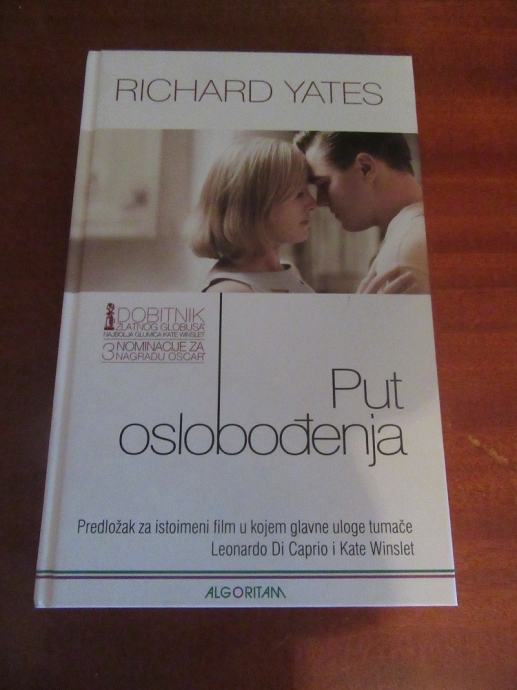 RICHARD YATES
DOBITNIK
ZLATNOG GLOBUSA
NAJBOLJA GLUMICA KATE WINSLET
3 NOMINACIJE ZA
NAGRADU OSCAR
Put
oslobođenja
Predložak za istoimeni film u kojem glavne uloge tumače
Leonardo Di Caprio i Kate Winslet
ALGORITAM